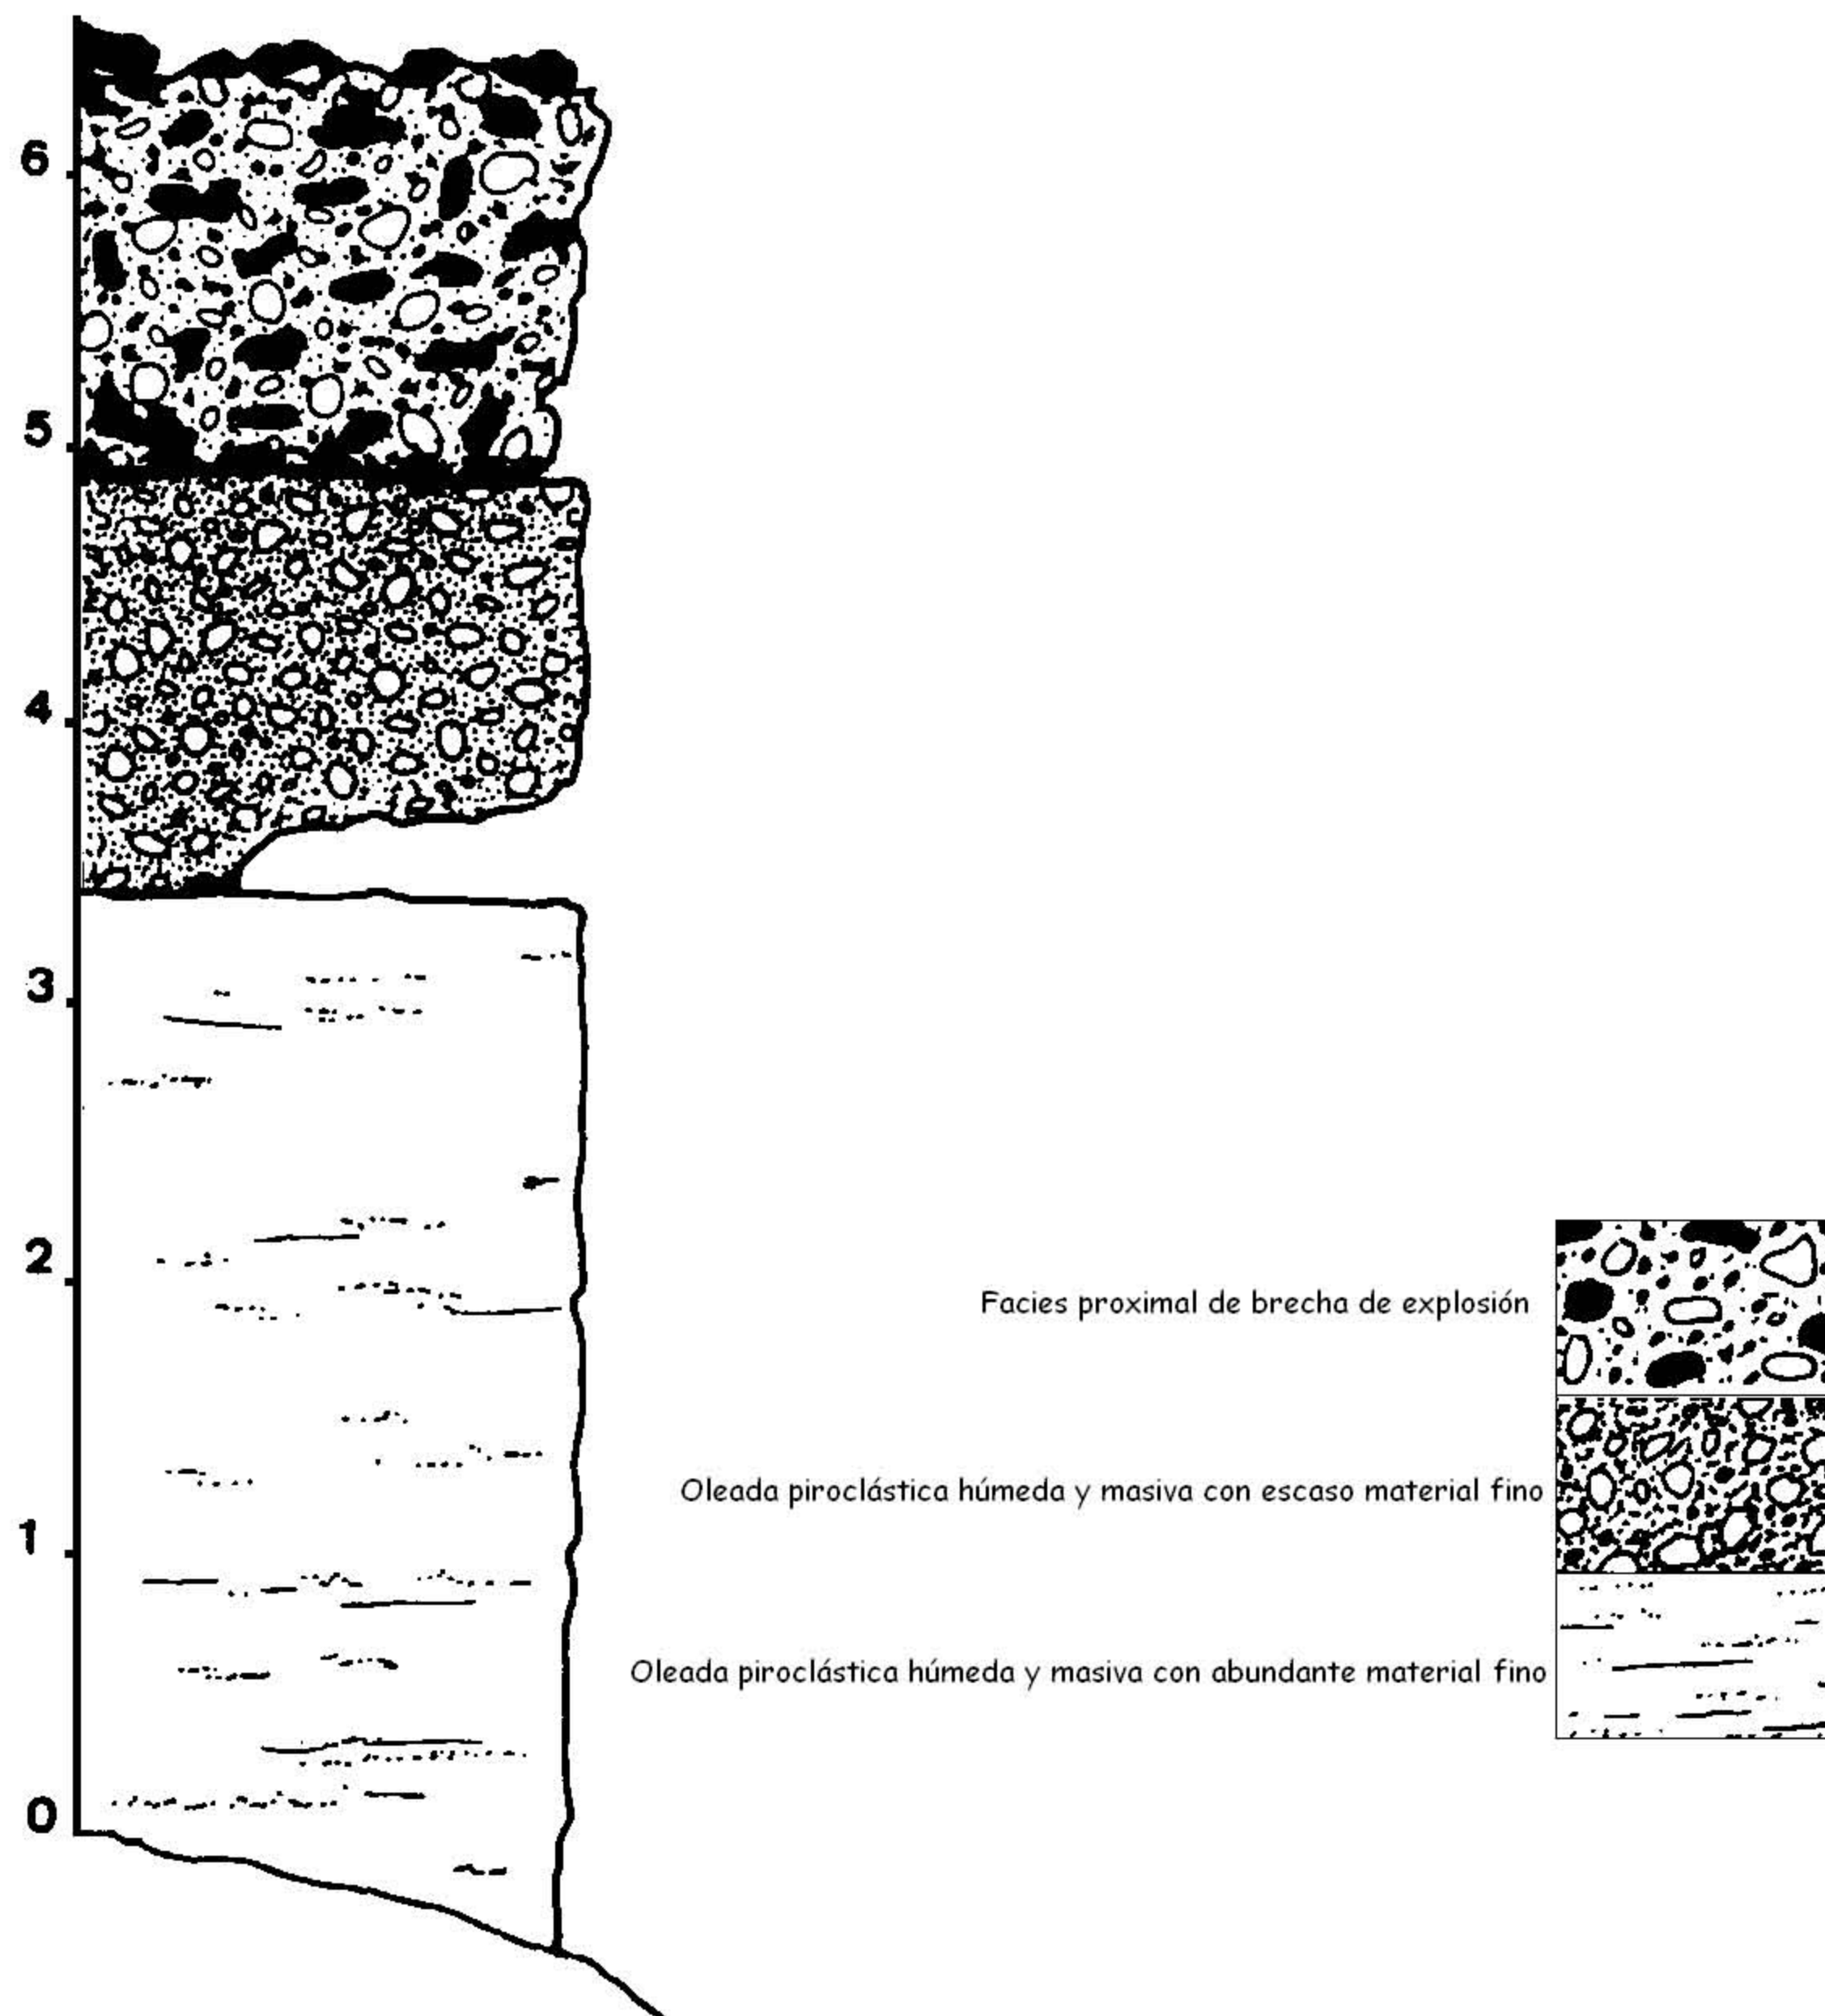 6
5
4
3
2
1
0
Facies proximal de brecha de explosión
Oleada piroclástica húmeda y masiva con escaso material fino
Oleada piroclástica húmeda y masiva con abundante material fino